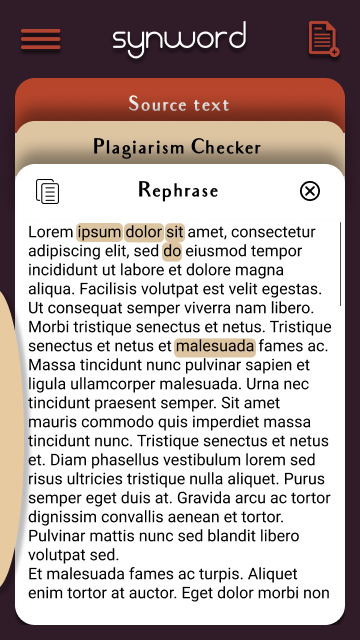 synword
Source text
Plagiarism Checker
Rephrase
Lorem ipsum dolor sit amet, consectetur
adipiscing elit, sed do eiusmod tempor
incididunt ut labore et dolore magna
aliqua. Facilisis volutpat est velit egestas.
Ut consequat semper viverra nam libero.
Morbi tristique senectus et netus. Tristique
senectus et netus et malesuada fames ac.
Massa tincidunt nunc pulvinar sapien et
ligula ullamcorper malesuada. Urna nec
tincidunt praesent semper. Sit amet
mauris commodo quis imperdiet massa
tincidunt nunc. Tristique senectus et netus
et. Diam phasellus vestibulum lorem sed
risus ultricies tristique nulla aliquet. Purus
semper eget duis at. Gravida arcu ac tortor
dignissim convallis aenean et tortor.
Pulvinar mattis nunc sed blandit libero
volutpat sed.
Et malesuada fames ac turpis. Aliquet
enim tortor at auctor. Eget dolor morbi non